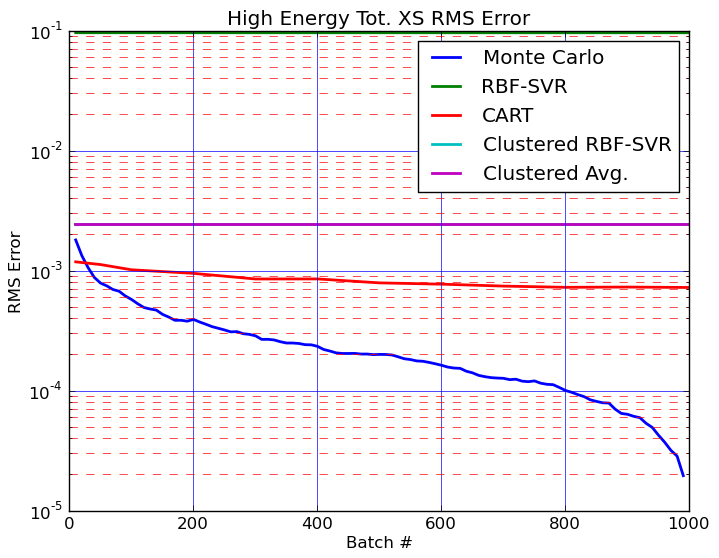 High Energy Tot. XS RMS Error
10^-1
10^-2
10^-3
10^-4
10^-5
RMS Error
Monte Carlo
RBF-SVR
CART
Clustered RBF-SVR
Clustered Avg.
0 200 400 600 800 1000
Batch #